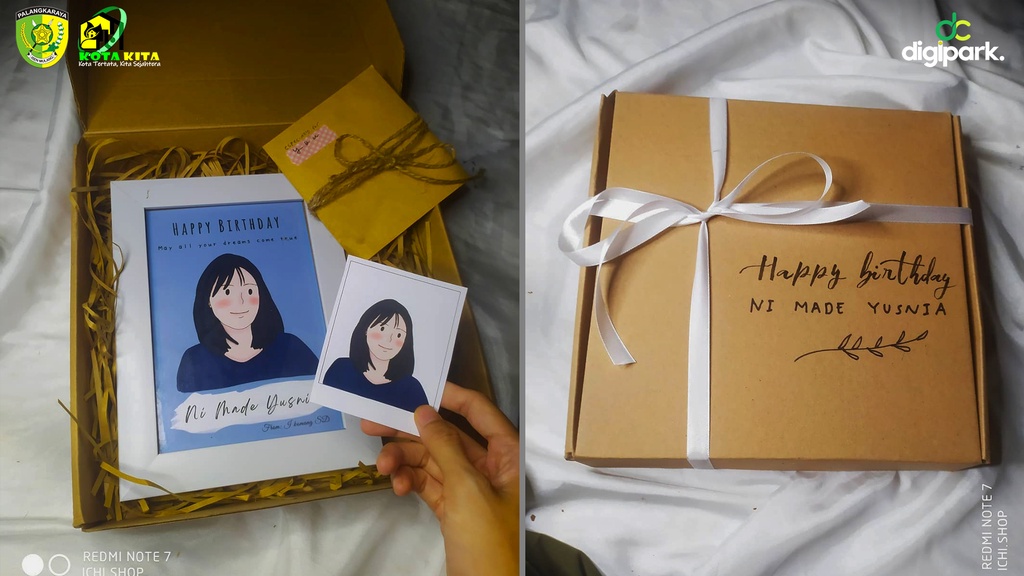 PALANGKARAYA
KOTA KITA
Kota Tertata, Kita Sejahtera
HAPPY BIRTHDAY
May all your dreams come true
Ni Made Yusni
REDMI NOTE 7
ICHI.SHOP
dc
digipark.
Happy birthday
NI MADE YUSNIA
REDMI NOTE 7
ICHI.SHOP